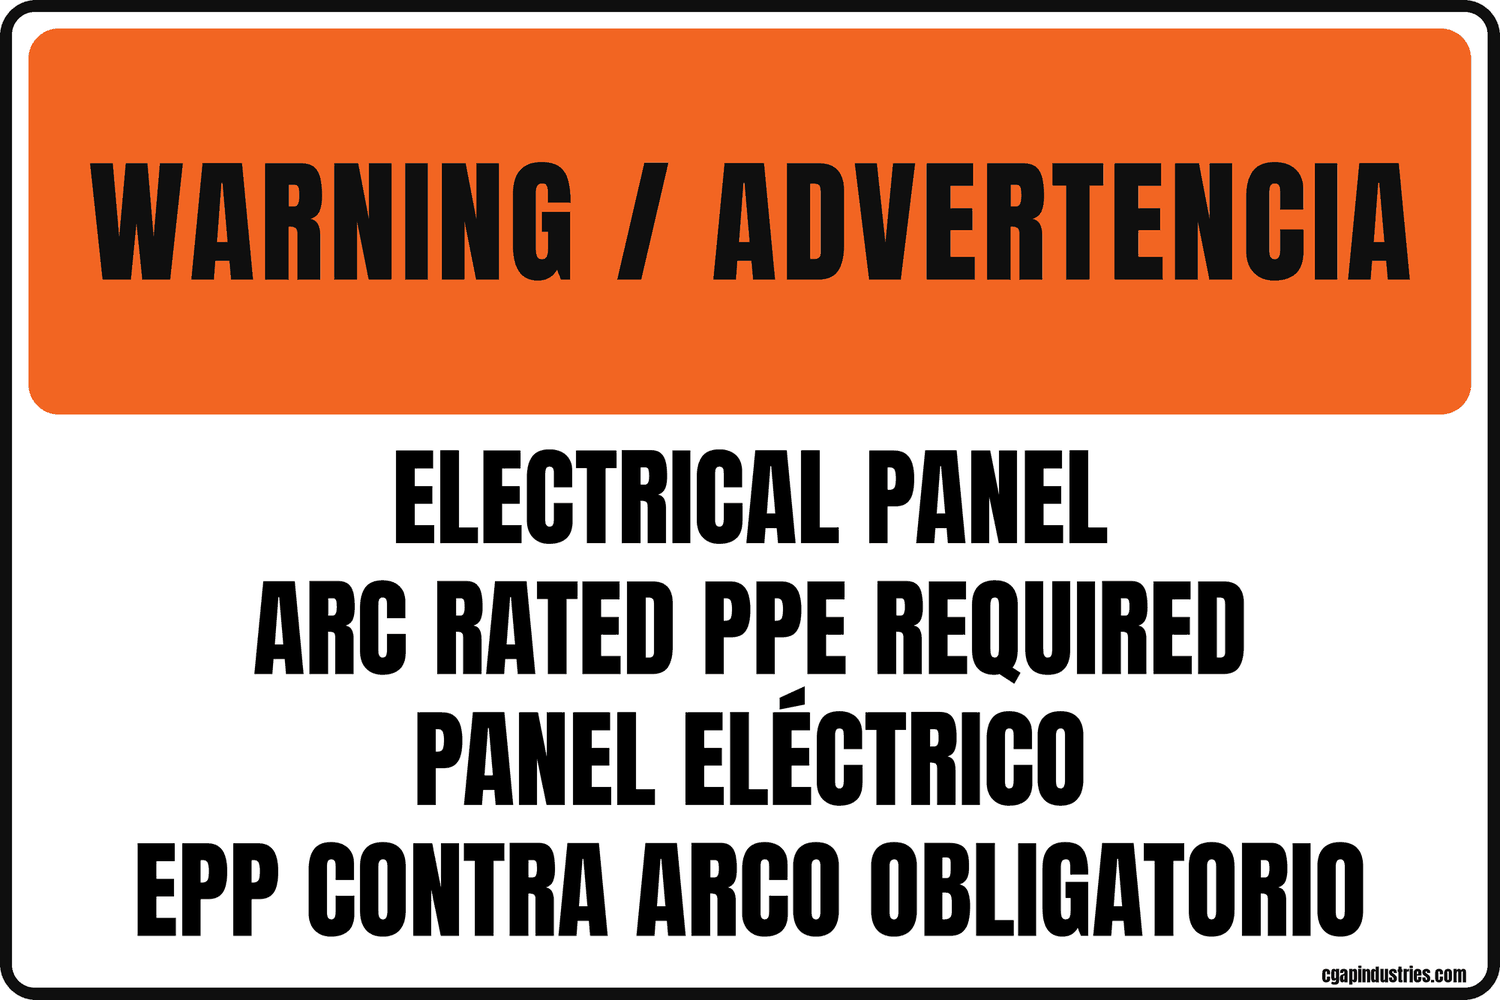 WARNING / ADVERTENCIA
ELECTRICAL PANEL
ARC RATED PPE REQUIRED
PANEL ELÉCTRICO
EPP CONTRA ARCO OBLIGATORIO
cgapindustries.com